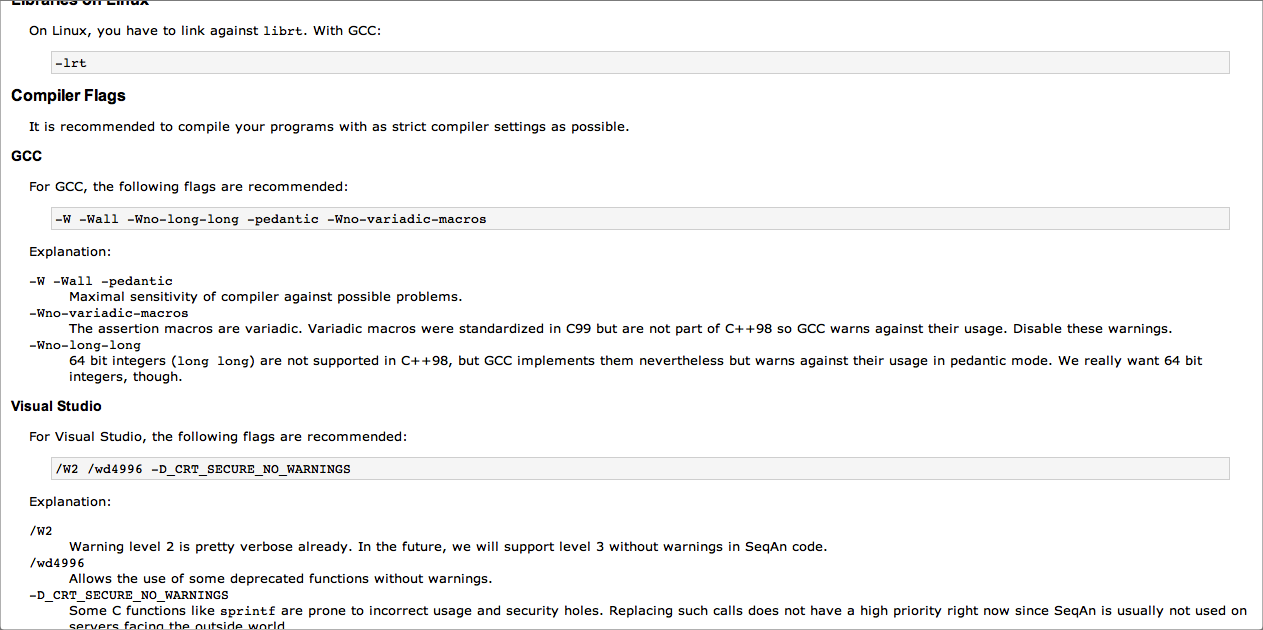 Libraries on Linux
On Linux, you have to link against librt. With GCC:
-lrt
Compiler Flags
It is recommended to compile your programs with as strict compiler settings as possible.
GCC
For GCC, the following flags are recommended:
-W -Wall -Wno-long-long -pedantic -Wno-variadic-macros
Explanation:
-W -Wall -pedantic
Maximal sensitivity of compiler against possible problems.
-Wno-variadic-macros
The assertion macros are variadic. Variadic macros were standardized in C99 but are not part of C++98 so GCC warns against their usage. Disable these warnings.
-Wno-long-long
64 bit integers (long long) are not supported in C++98, but GCC implements them nevertheless but warns against their usage in pedantic mode. We really want 64 bit
integers, though.
Visual Studio
For Visual Studio, the following flags are recommended:
/W2 /wd4996 -D_CRT_SECURE_NO_WARNINGS
Explanation:
/W2
Warning level 2 is pretty verbose already. In the future, we will support level 3 without warnings in SeqAn code.
/wd4996
Allows the use of some deprecated functions without warnings.
-D_CRT_SECURE_NO_WARNINGS
Some C functions like sprintf are prone to incorrect usage and security holes. Replacing such calls does not have a high priority right now since SeqAn is usually not used on
servers facing the outside world.